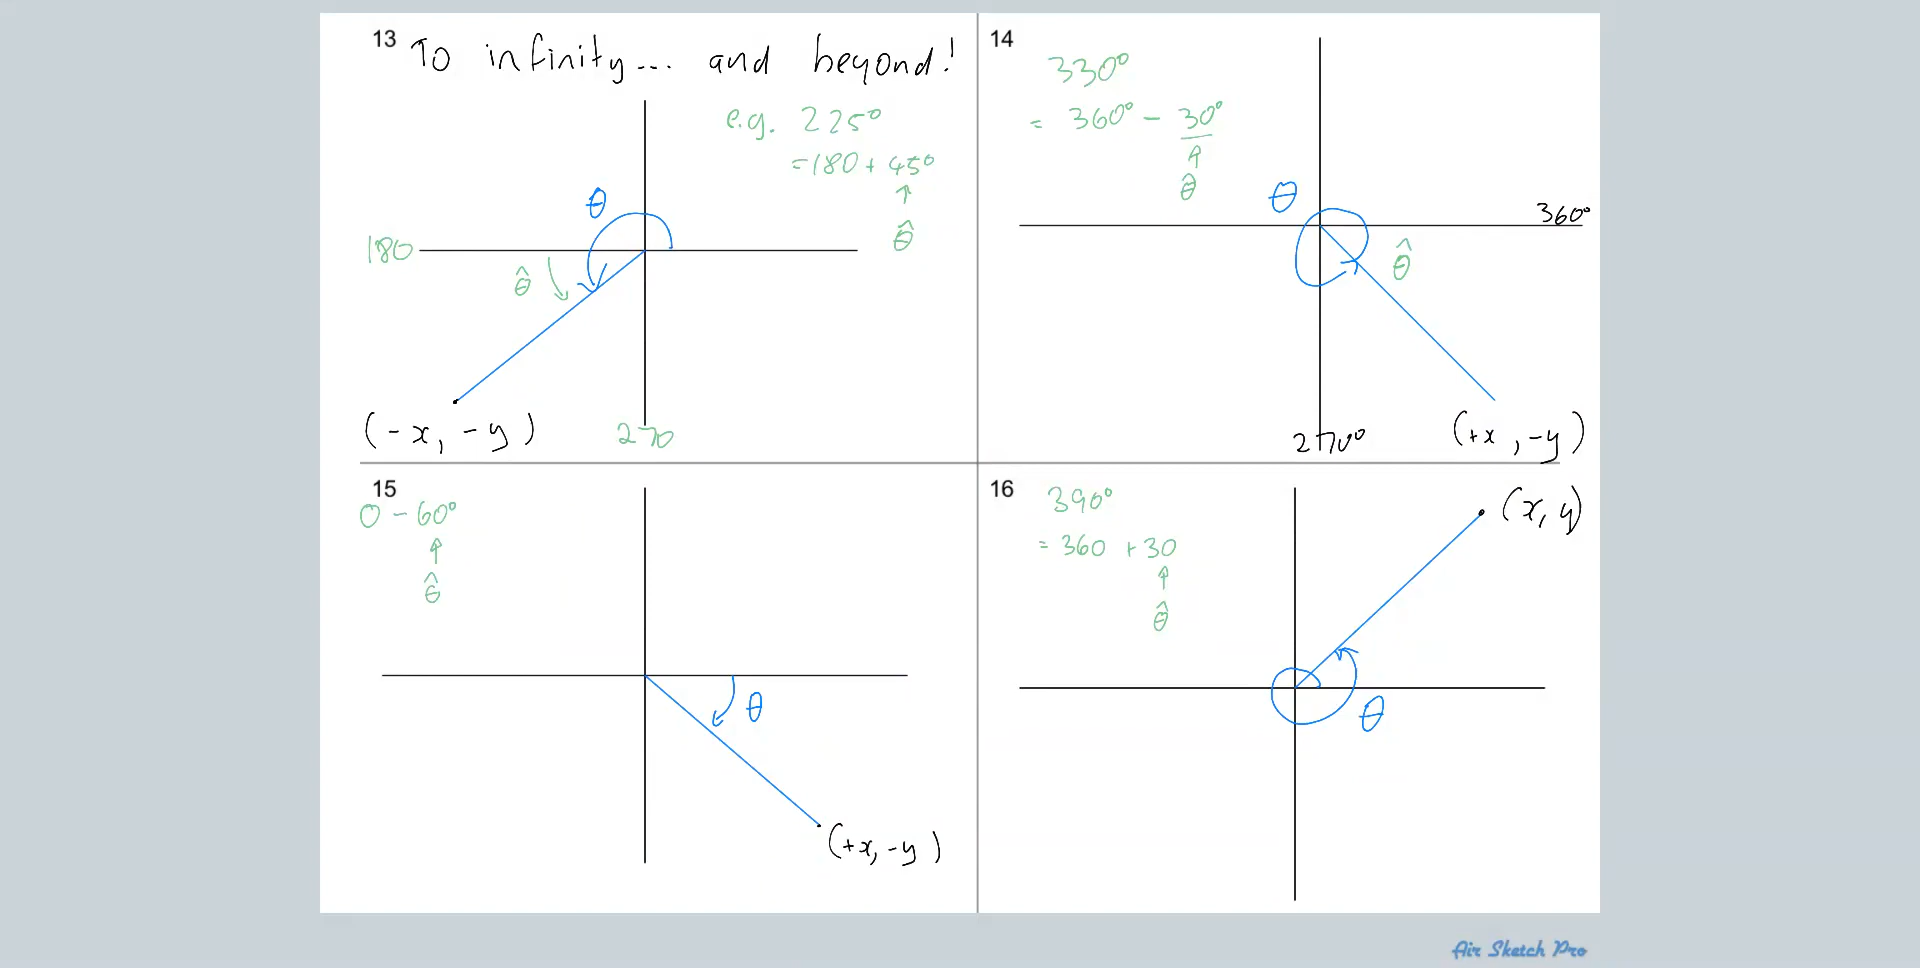 13 To infinity... and beyond!
e.g. 225°
=180 + 45°
↑
θ̂
θ
180
θ̂
(-x, -y)
270
14
330°
= 360° - 30°
↑
θ̂
θ
360°
θ̂
270°
(+x, -y)
15
0 - 60°
↑
θ̂
θ
(+x, -y)
16
390°
= 360 + 30
↑
θ̂
(x, y)
θ
Air Sketch Pro